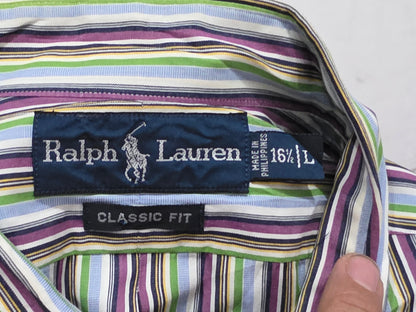 Ralph Lauren
MADE IN
PHILIPPINES
16½/L
CLASSIC FIT